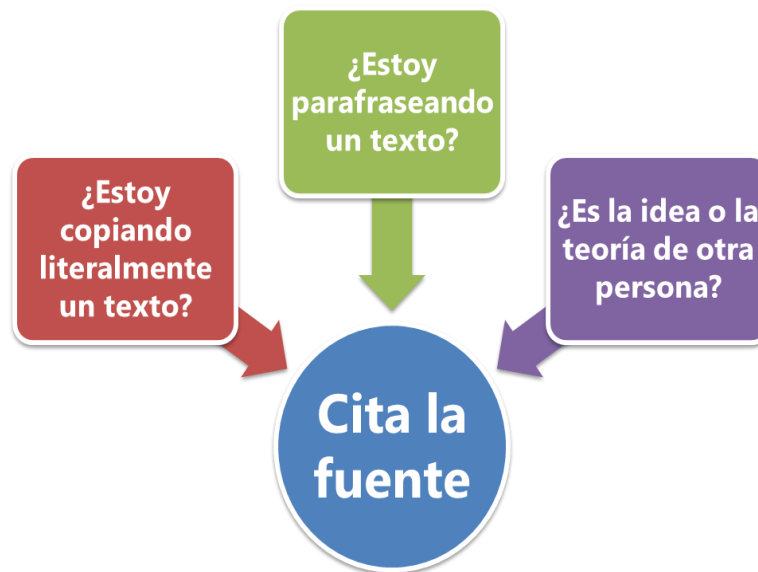 ¿Estoy
parafraseando
un texto?
¿Estoy
copiando
literalmente
un texto?
¿Es la idea o la
teoría de otra
persona?
Cita la
fuente